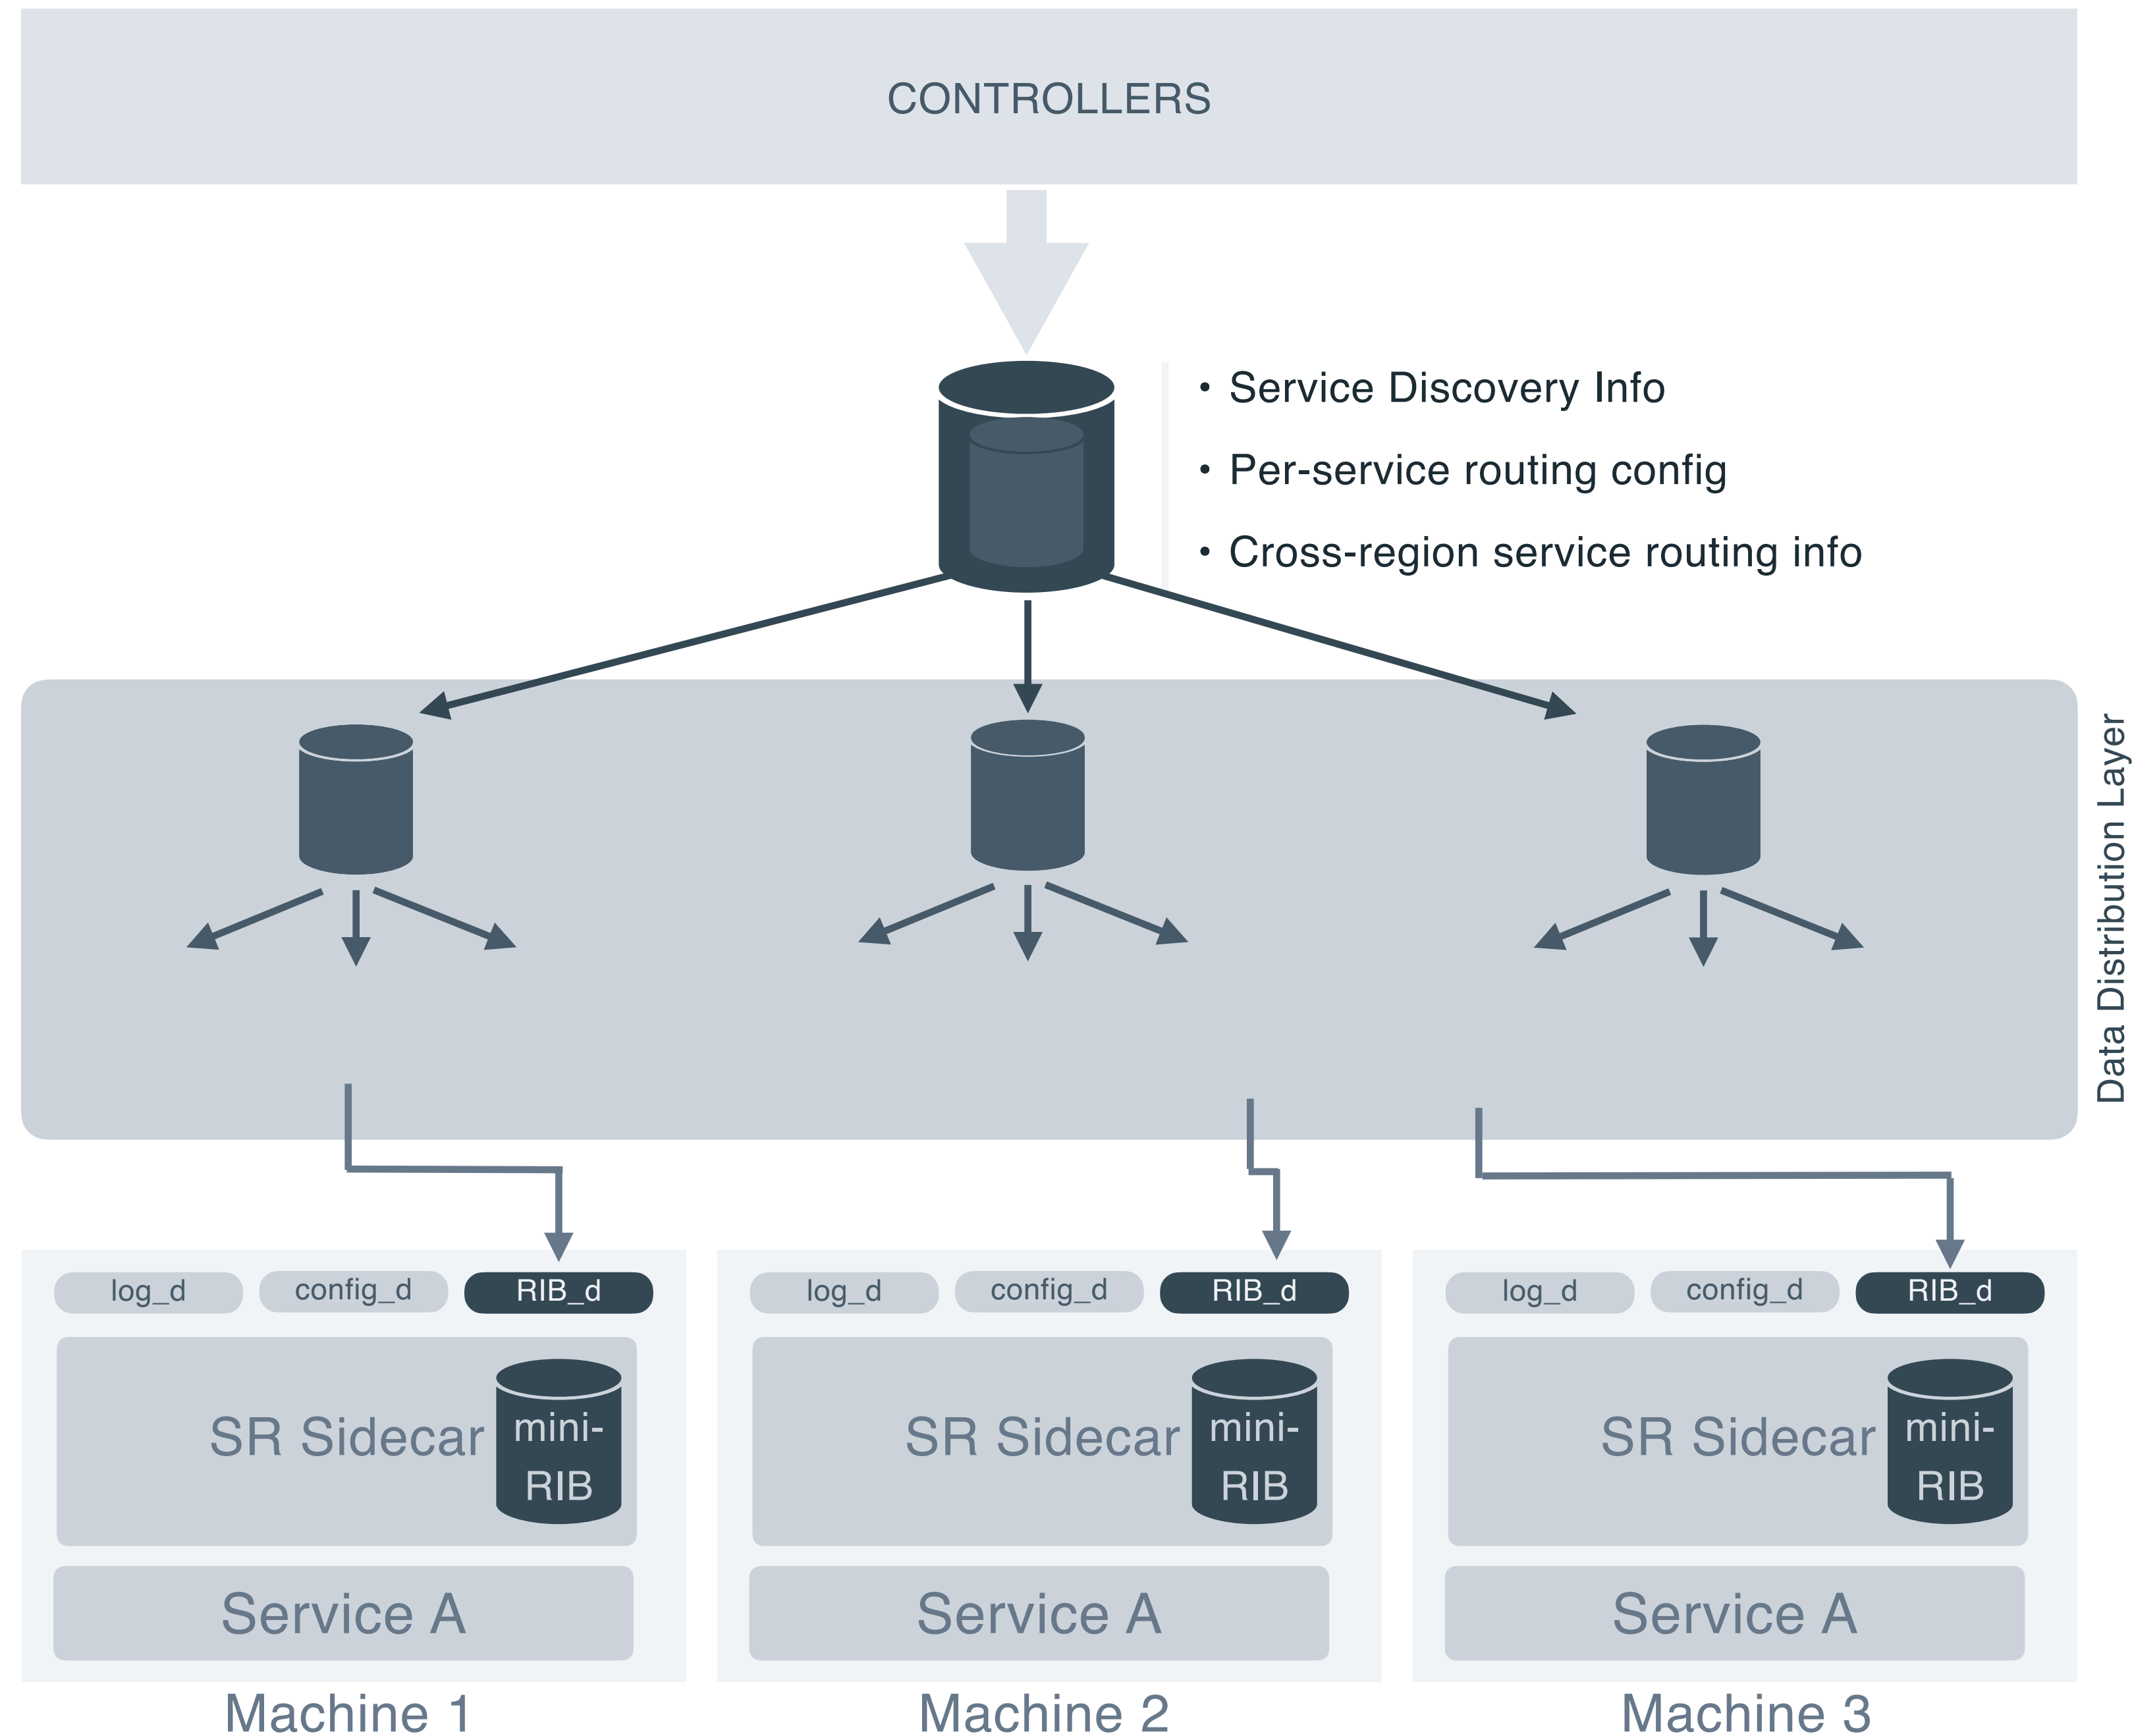 CONTROLLERS
• Service Discovery Info
• Per-service routing config
• Cross-region service routing info
Data Distribution Layer
log_d
config_d
RIB_d
SR Sidecar
mini-
RIB
Service A
Machine 1
log_d
config_d
RIB_d
SR Sidecar
mini-
RIB
Service A
Machine 2
log_d
config_d
RIB_d
SR Sidecar
mini-
RIB
Service A
Machine 3